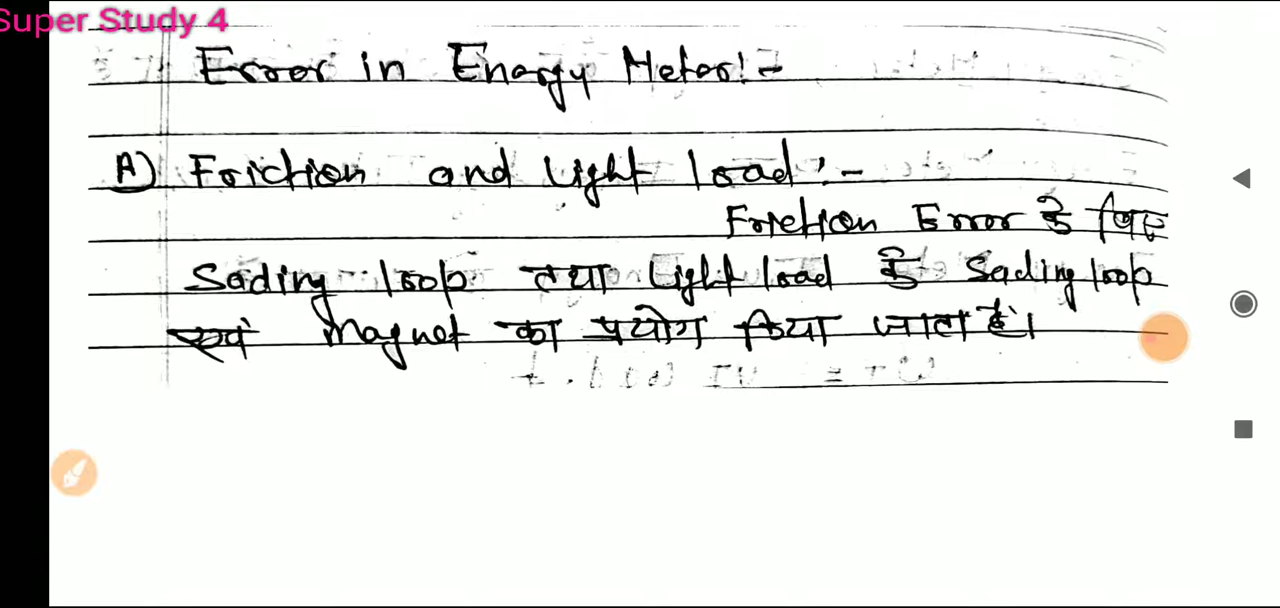 Super Study 4
Error in Energy Meter:-
A) Friction and Light load :-
Friction Error के लिए
Sading loop तथा Light load के Sading loop
एवं magnet का प्रयोग किया जाता है।